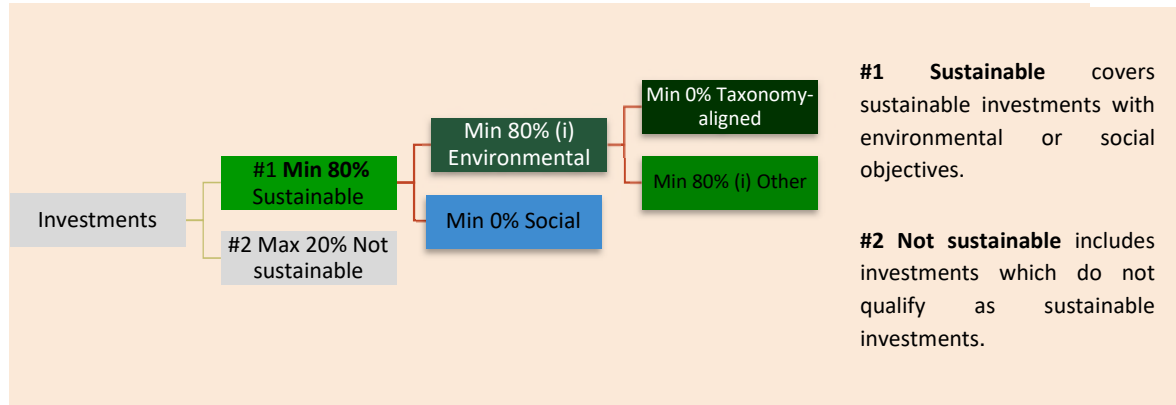 Investments
#1 Min 80%
Sustainable
#2 Max 20% Not
sustainable
Min 80% (i)
Environmental
Min 0% Social
Min 0% Taxonomy-
aligned
Min 80% (i) Other
#1 Sustainable covers
sustainable investments with
environmental or social
objectives.
#2 Not sustainable includes
investments which do not
qualify as sustainable
investments.